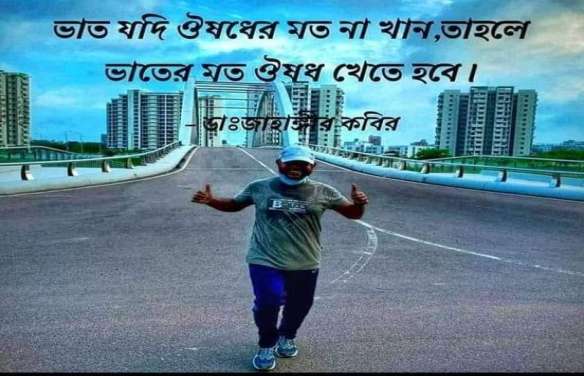 ভাত যদি ঔষধের মত না খান,তাহলে
ভাতের মত ঔষধ খেতে হবে।
- ডাঃজাহাঙ্গীর কবির